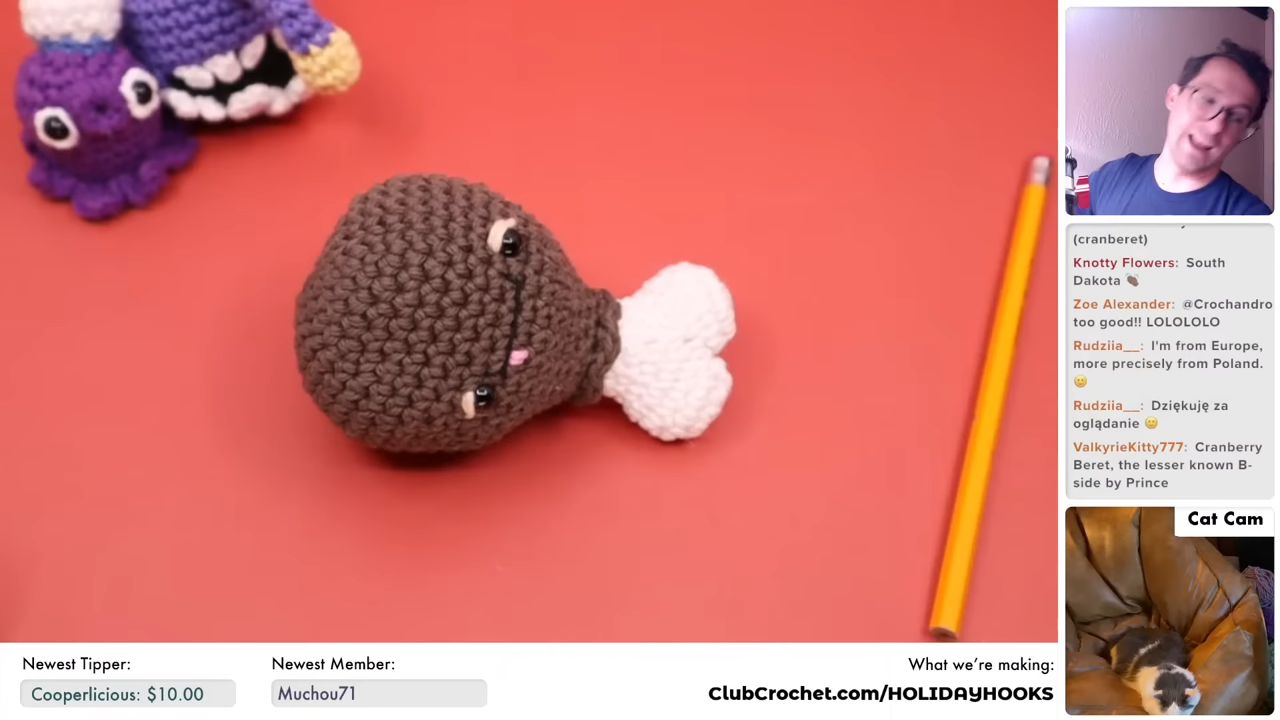 (cranberet)
Knotty Flowers: South
Dakota
Zoe Alexander: @Crochandro
too good!! LOLOLOLO
Rudziia__: I'm from Europe,
more precisely from Poland.
🙂
Rudziia__: Dziękuję za
oglądanie 🙂
ValkyrieKitty777: Cranberry
Beret, the lesser known B-
side by Prince
Cat Cam
Newest Tipper:
Cooperlicious: $10.00
Newest Member:
Muchou71
What we're making:
ClubCrochet.com/HOLIDAYHOOKS